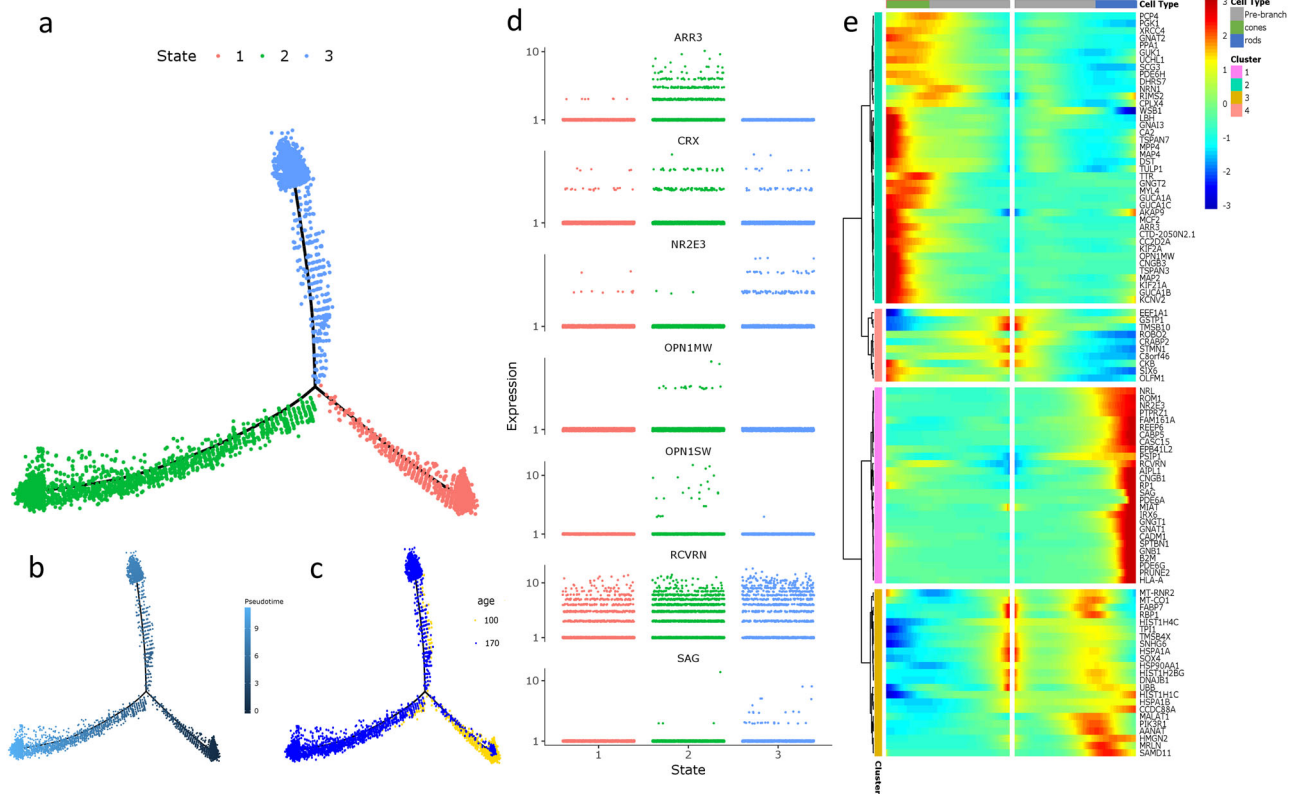 a
State 1 2 3
b
Pseudotime
9
6
3
0
c
age
100
170
d
Expression
ARR3
10
1
CRX
1
NR2E3
1
OPN1MW
1
OPN1SW
10
1
RCVRN
10
1
SAG
10
1
1 2 3
State
e
Cell Type
PCP4
PGK1
XRCC4
GNAT2
PPA1
GUK1
UCHL1
SCG3
PDE6H
DHRS7
NRN1
RIMS2
CPLX4
WSB1
LBH
GNAI3
CA2
TSPAN7
MPP4
MAP4
DST
TULP1
TTR
GNGT2
MYL4
GUCA1A
GUCA1C
AKAP9
MCF2
ARR3
CTD-2050N2.1
CC2D2A
KIF2A
OPN1MW
CNGB3
TSPAN3
MAP2
KIF21A
GUCA1B
KCNV2
EEF1A1
GSTP1
TMSB10
ROBO2
CRABP2
STMN1
C8orf46
CKB
SIX6
OLFM1
NRL
ROM1
NR2E3
PTPRZ1
FAM161A
REEP6
CABP5
CASC15
EPB41L2
PSIP1
RCVRN
AIPL1
CNGB1
RP1
SAG
PDE6A
MIAT
IRX6
GNGT1
GNAT1
CADM1
SPTBN1
GNB1
B2M
PDE6G
PRUNE2
HLA-A
MT-RNR2
MT-CO1
FABP7
RBP1
HIST1H4C
TPI1
TMSB4X
SNHG6
HSPA1A
SOX4
HSP90AA1
HIST1H2BG
DNAJB1
UBB
HIST1H1C
HSPA1B
CCDC88A
MALAT1
PIK3R1
AANAT
HMGN2
MRLN
SAMD11
Cluster
3
2
1
0
-1
-2
-3
Cell Type
Pre-branch
cones
rods
Cluster
1
2
3
4